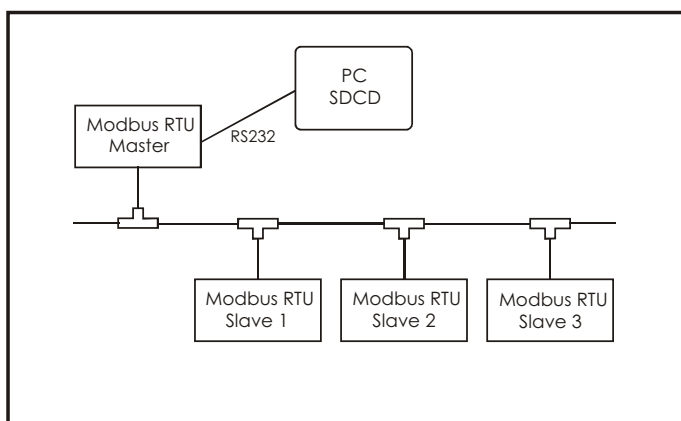 PC
SDCD
Modbus RTU
Master
RS232
Modbus RTU
Slave 1
Modbus RTU
Slave 2
Modbus RTU
Slave 3